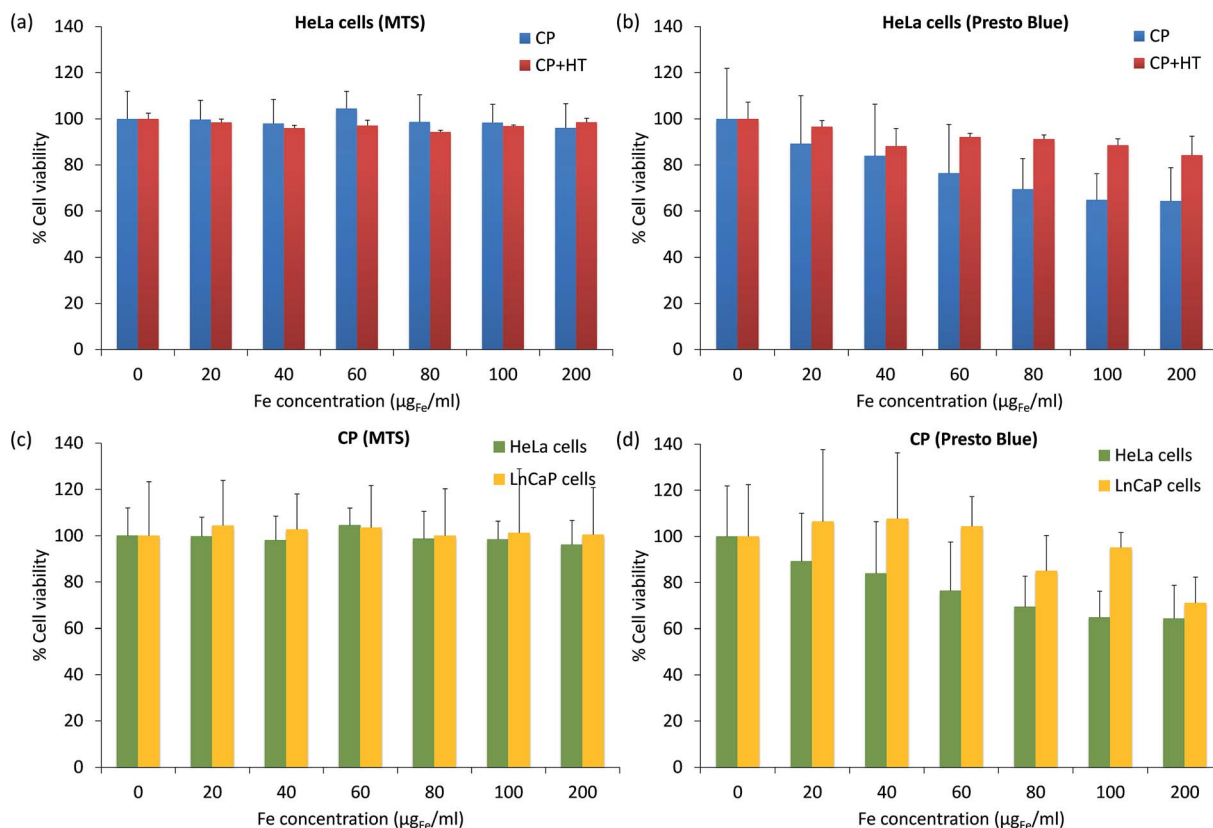 (a)
HeLa cells (MTS)
CP
CP+HT
140
120
100
80
60
40
20
0
% Cell viability
0 20 40 60 80 100 200
Fe concentration (µgFe/ml)
(b)
HeLa cells (Presto Blue)
CP
CP+HT
140
120
100
80
60
40
20
0
% Cell viability
0 20 40 60 80 100 200
Fe concentration (µgFe/ml)
(c)
CP (MTS)
HeLa cells
LnCaP cells
140
120
100
80
60
40
20
0
% Cell viability
0 20 40 60 80 100 200
Fe concentration (µgFe/ml)
(d)
CP (Presto Blue)
HeLa cells
LnCaP cells
140
120
100
80
60
40
20
0
% Cell viability
0 20 40 60 80 100 200
Fe concentration (µgFe/ml)